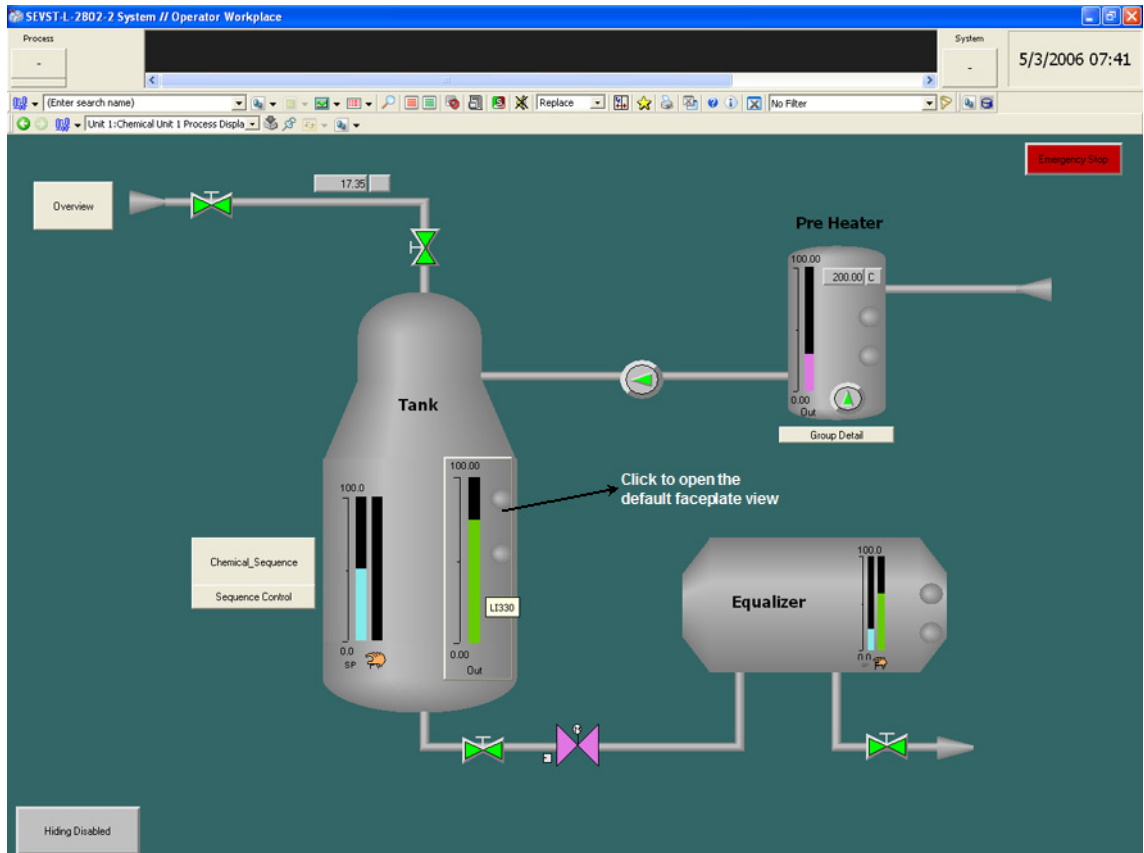 SEVST-L-2802-2 System // Operator Workplace
Process
-
System
-
5/3/2006 07:41
(Enter search name)
Replace
No Filter
Unit 1:Chemical Unit 1 Process Displa
Emergency Stop
Overview
17.35
Pre Heater
100.00
200.00 C
0.00
Out
Group Detail
Tank
100.00
Click to open the
default faceplate view
100.0
Chemical_Sequence
Sequence Control
LI330
0.0
SP
0.00
Out
100.0
Equalizer
0.0
Hiding Disabled